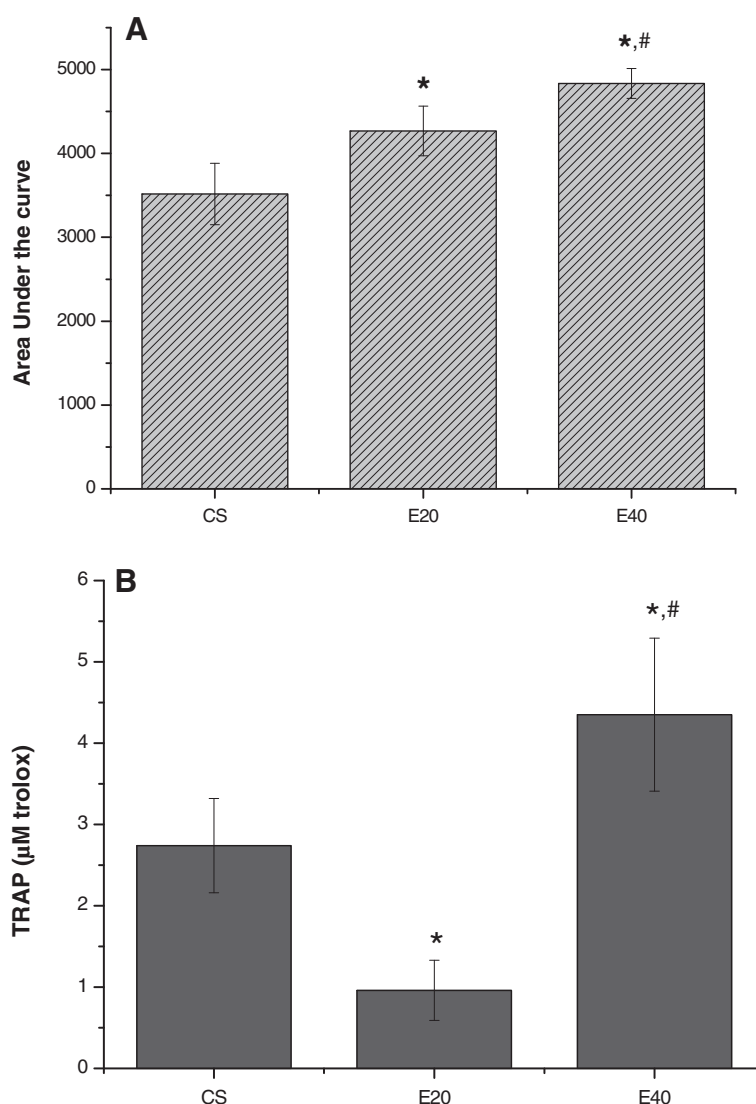 A
*,#
*
5000
4000
3000
2000
1000
0
Area Under the curve
CS E20 E40
B
6
*,#
5
4
3
2
*
1
0
TRAP (μM trolox)
CS E20 E40